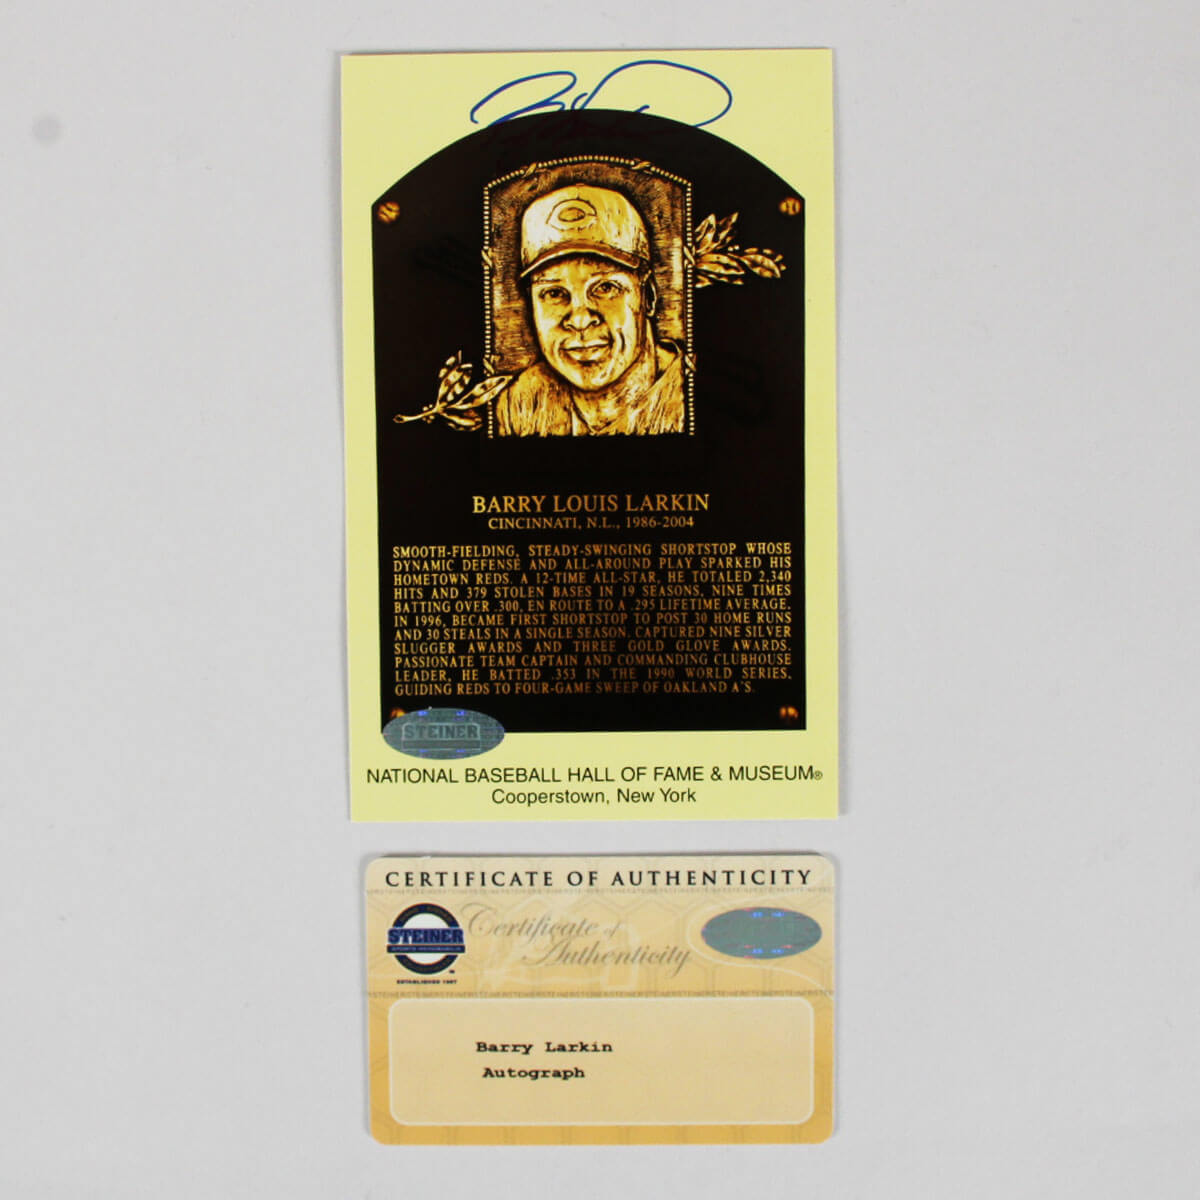 BARRY LOUIS LARKIN
CINCINNATI, N.L., 1986-2004
SMOOTH-FIELDING, STEADY-SWINGING SHORTSTOP WHOSE
DYNAMIC DEFENSE AND ALL-AROUND PLAY SPARKED HIS
HOMETOWN REDS. A 12-TIME ALL-STAR, HE TOTALED 2,340
HITS AND 379 STOLEN BASES IN 19 SEASONS, NINE TIMES
BATTING OVER .300, EN ROUTE TO A .295 LIFETIME AVERAGE.
IN 1996, BECAME FIRST SHORTSTOP TO POST 30 HOME RUNS
AND 30 STEALS IN A SINGLE SEASON. CAPTURED NINE SILVER
SLUGGER AWARDS AND THREE GOLD GLOVE AWARDS.
PASSIONATE TEAM CAPTAIN AND COMMANDING CLUBHOUSE
LEADER, HE BATTED .353 IN THE 1990 WORLD SERIES,
GUIDING REDS TO FOUR-GAME SWEEP OF OAKLAND A'S.
STEINER
NATIONAL BASEBALL HALL OF FAME & MUSEUM®
Cooperstown, New York
CERTIFICATE OF AUTHENTICITY
Certificate of
Authenticity
STEINER
SPORTS MEMORABILIA
ESTABLISHED 1987
Barry Larkin
Autograph